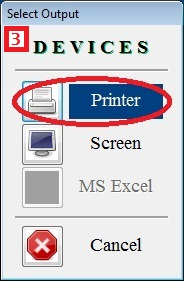 Select Output
3
DEVICES
Printer
Screen
MS Excel
Cancel